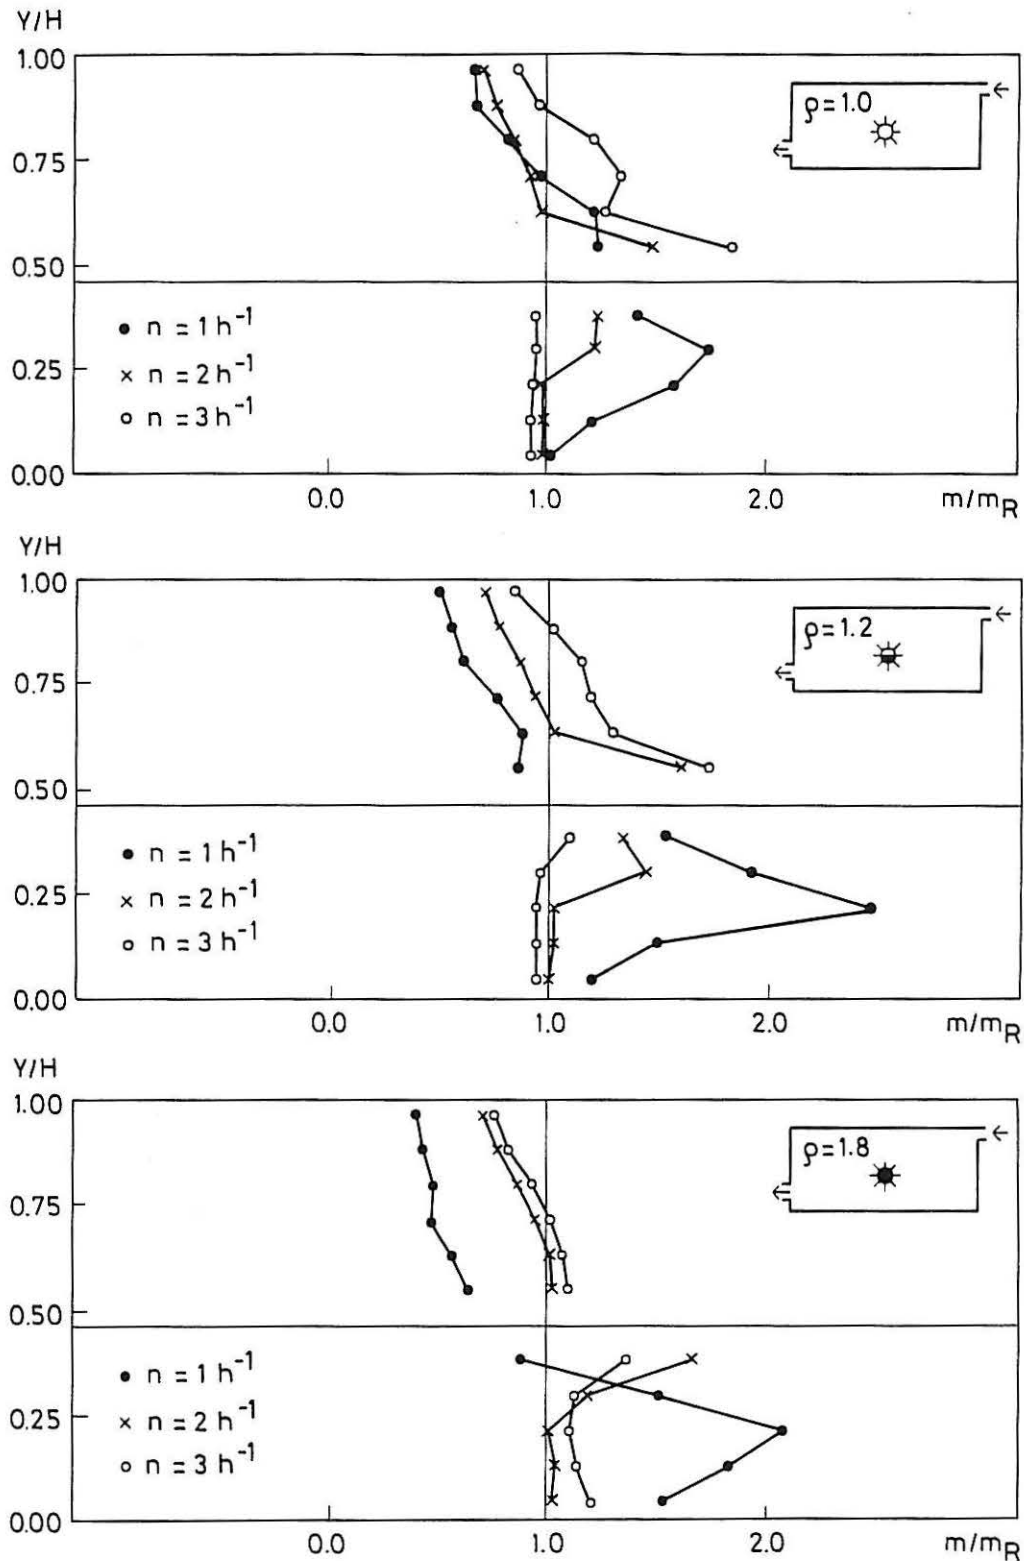 Y/H
1.00
ρ=1.0
0.75
0.50
● n = 1 h⁻¹
× n = 2 h⁻¹
0.25
○ n = 3 h⁻¹
0.00
0.0 1.0 2.0 m/mR
Y/H
1.00
ρ=1.2
0.75
0.50
● n = 1 h⁻¹
0.25
× n = 2 h⁻¹
○ n = 3 h⁻¹
0.00
0.0 1.0 2.0 m/mR
Y/H
1.00
ρ=1.8
0.75
0.50
● n = 1 h⁻¹
0.25
× n = 2 h⁻¹
○ n = 3 h⁻¹
0.00
0.0 1.0 2.0 m/mR